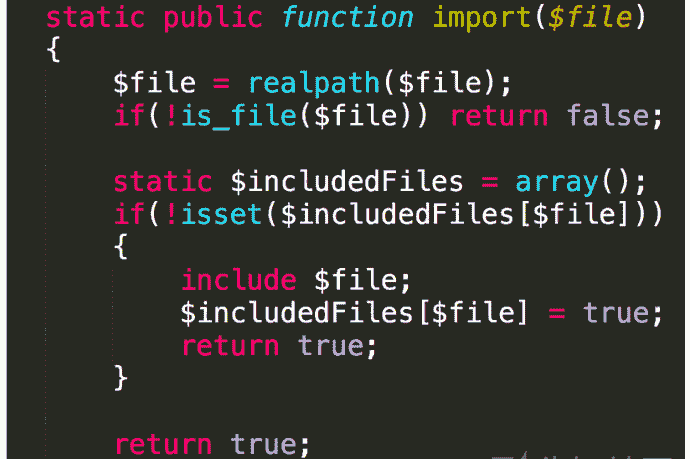 static public function import($file)
{
$file = realpath($file);
if(!is_file($file)) return false;
static $includedFiles = array();
if(!isset($includedFiles[$file]))
{
include $file;
$includedFiles[$file] = true;
return true;
}
return true;